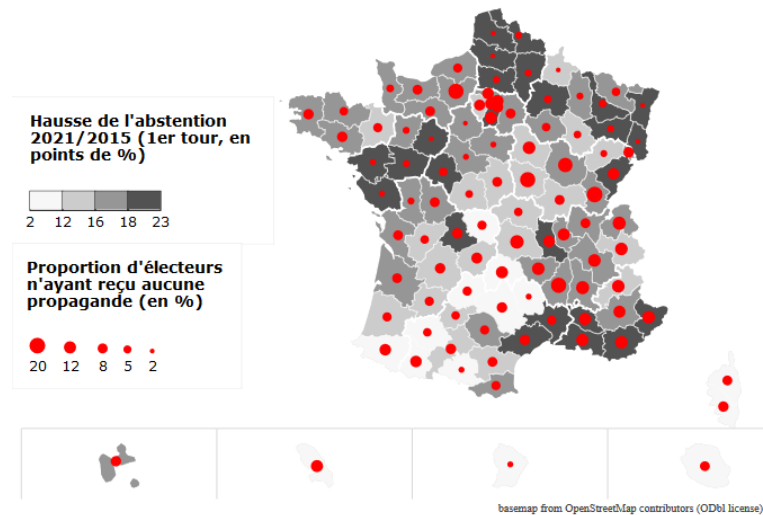 Hausse de l'abstention
2021/2015 (1er tour, en
points de %)
2 12 16 18 23
Proportion d'électeurs
n'ayant reçu aucune
propagande (en %)
20 12 8 5 2
basemap from OpenStreetMap contributors (ODbl license)